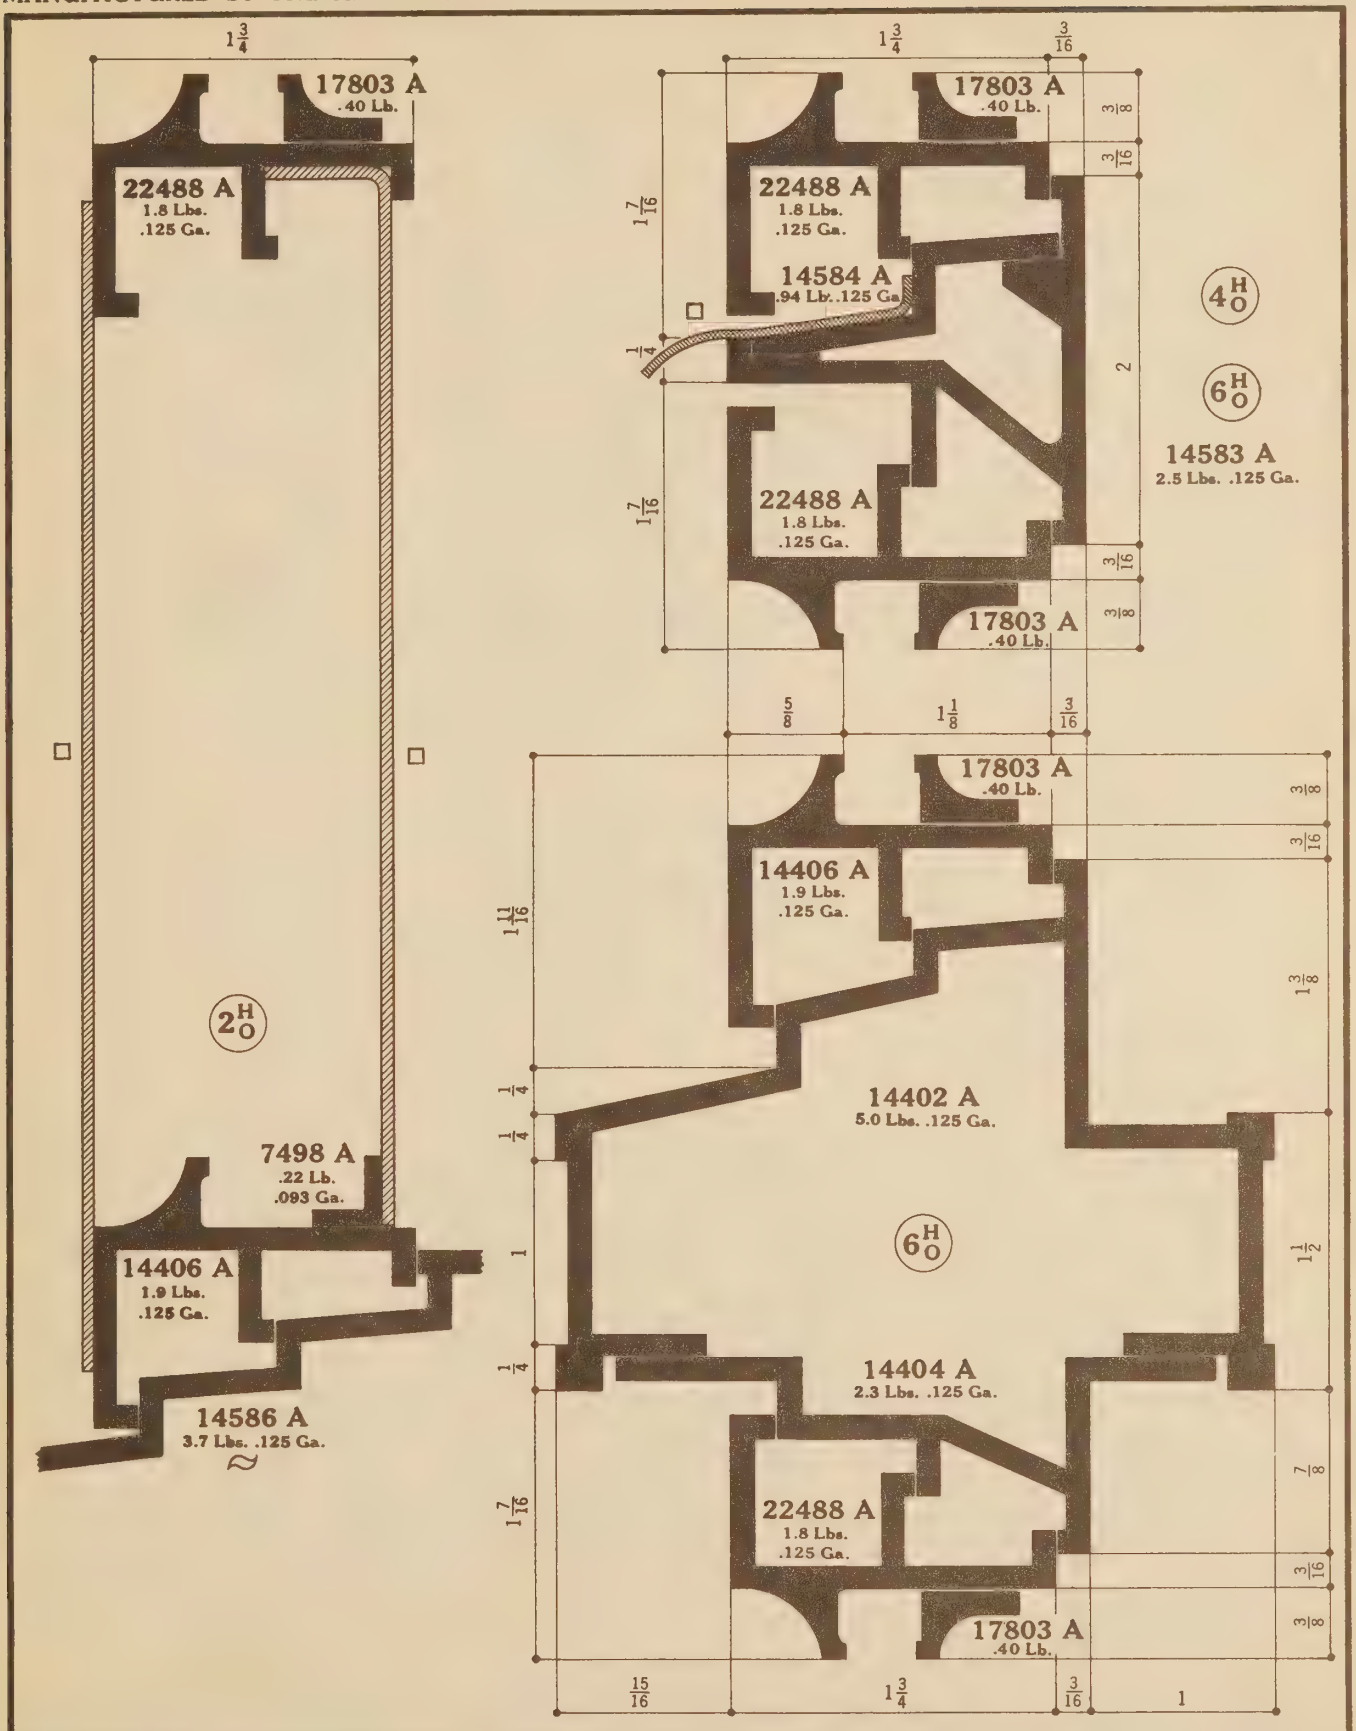 1 3/4
17803 A
.40 Lb.
22488 A
1.8 Lbs.
.125 Ga.
2 H O
7498 A
.22 Lb.
.093 Ga.
14406 A
1.9 Lbs.
.125 Ga.
14586 A
3.7 Lbs. .125 Ga.
1 3/4
3/16
17803 A
.40 Lb.
3/8
3/16
22488 A
1.8 Lbs.
.125 Ga.
1 7/16
14584 A
.94 Lb. .125 Ga
4 H O
1/4
2
6 H O
14583 A
2.5 Lbs. .125 Ga.
22488 A
1.8 Lbs.
.125 Ga.
1 7/16
3/16
3/8
17803 A
.40 Lb.
5/8
1 1/8
3/16
17803 A
.40 Lb.
3/8
3/16
14406 A
1.9 Lbs.
.125 Ga.
1 11/16
1 3/8
1/4
14402 A
5.0 Lbs. .125 Ga.
1/4
6 H O
1
1 1/2
1/4
14404 A
2.3 Lbs. .125 Ga.
7/8
22488 A
1.8 Lbs.
.125 Ga.
1 7/16
3/16
3/8
17803 A
.40 Lb.
15/16
1 3/4
3/16
1